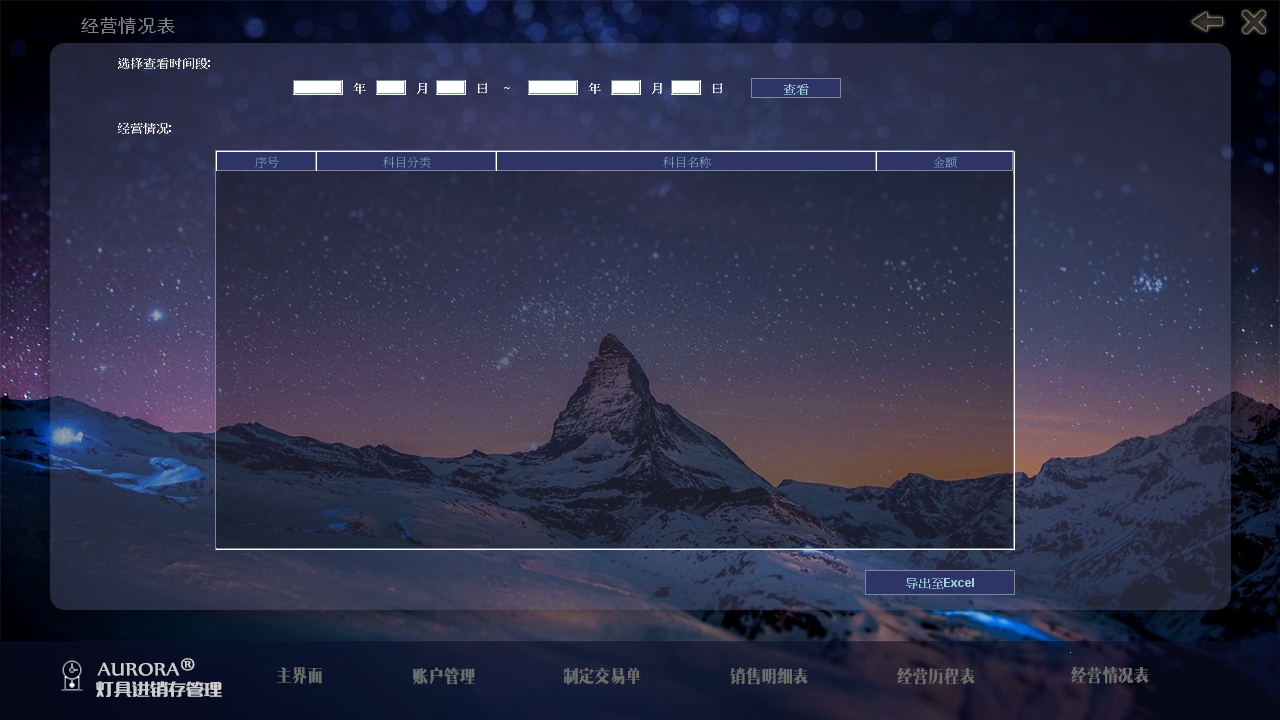 经营情况表
选择查看时间段:
年 月 日 ~ 年 月 日 查看
经营情况:
序号 科目分类 科目名称 金额
导出至Excel
AURORA®
灯具进销存管理
主界面 账户管理 制定交易单 销售明细表 经营历程表 经营情况表